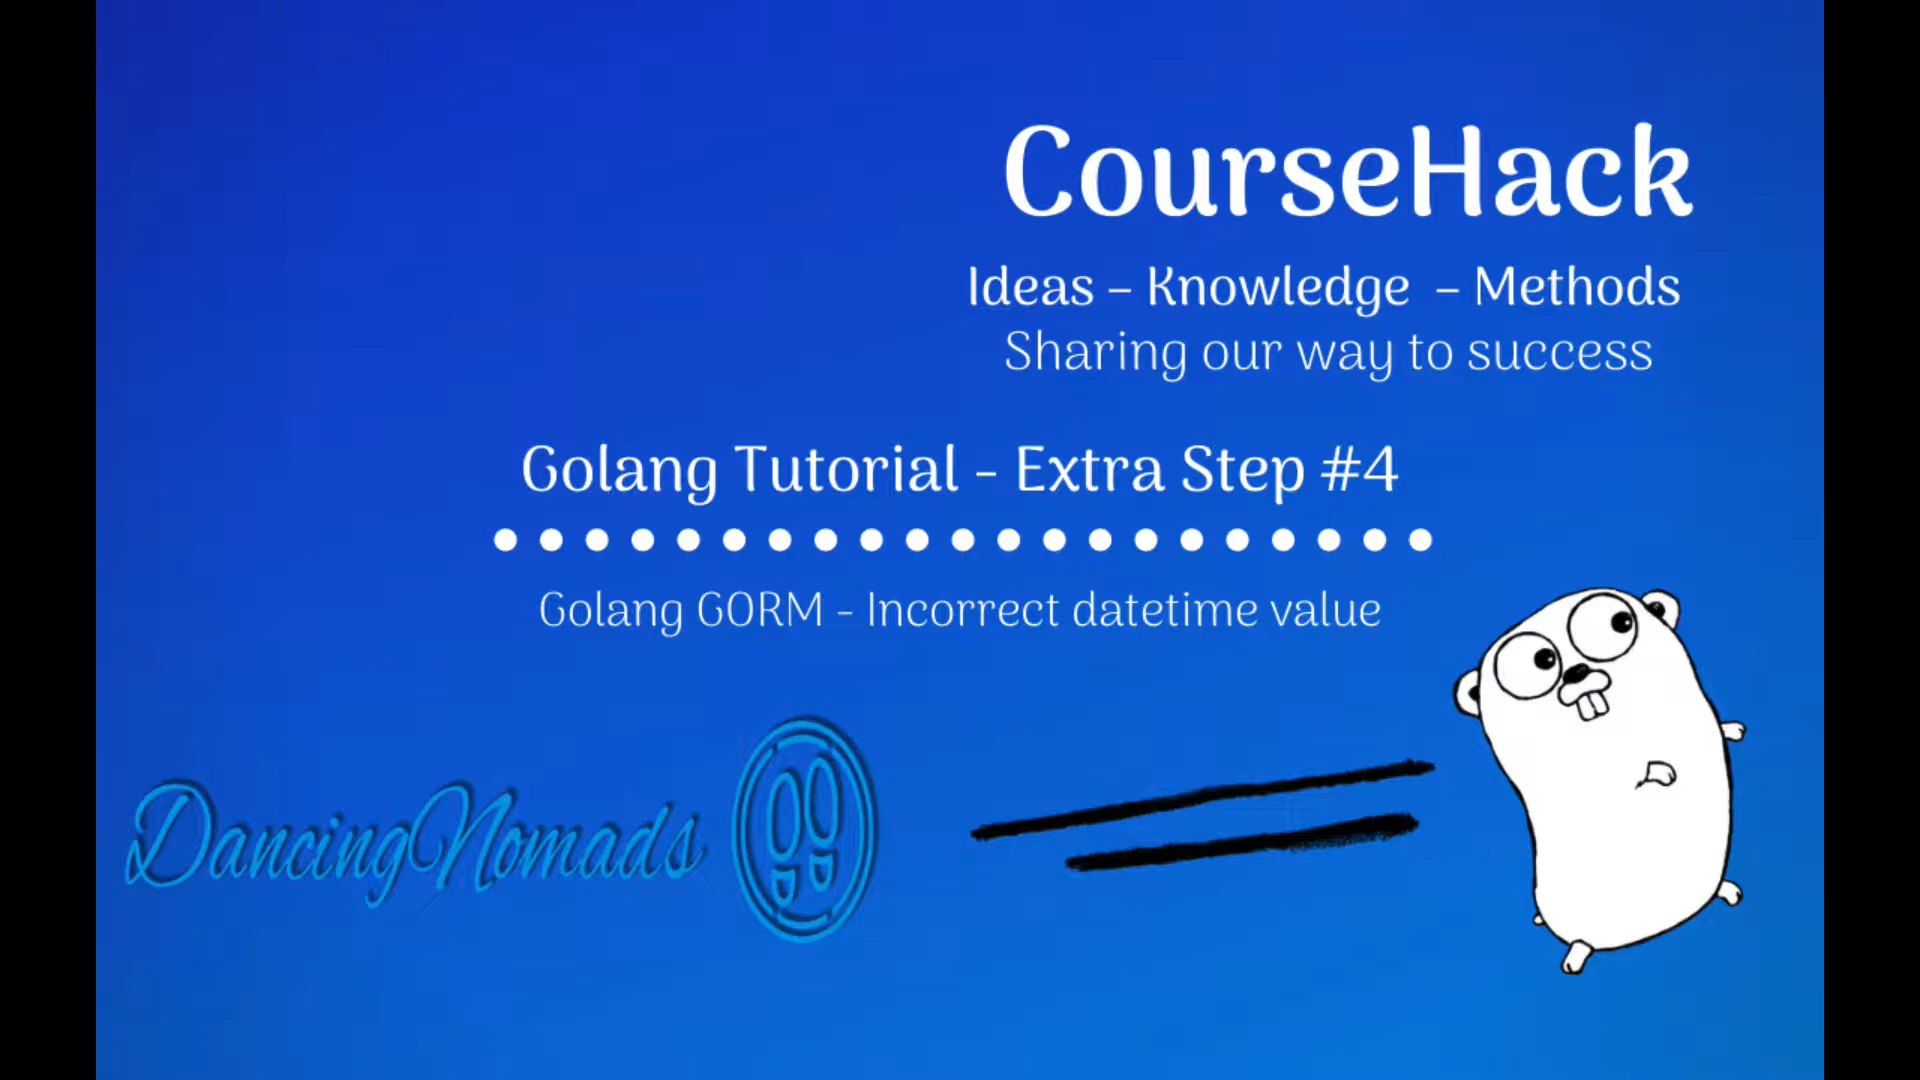 CourseHack
Ideas – Knowledge – Methods
Sharing our way to success
Golang Tutorial - Extra Step #4
Golang GORM - Incorrect datetime value
DancingNomads